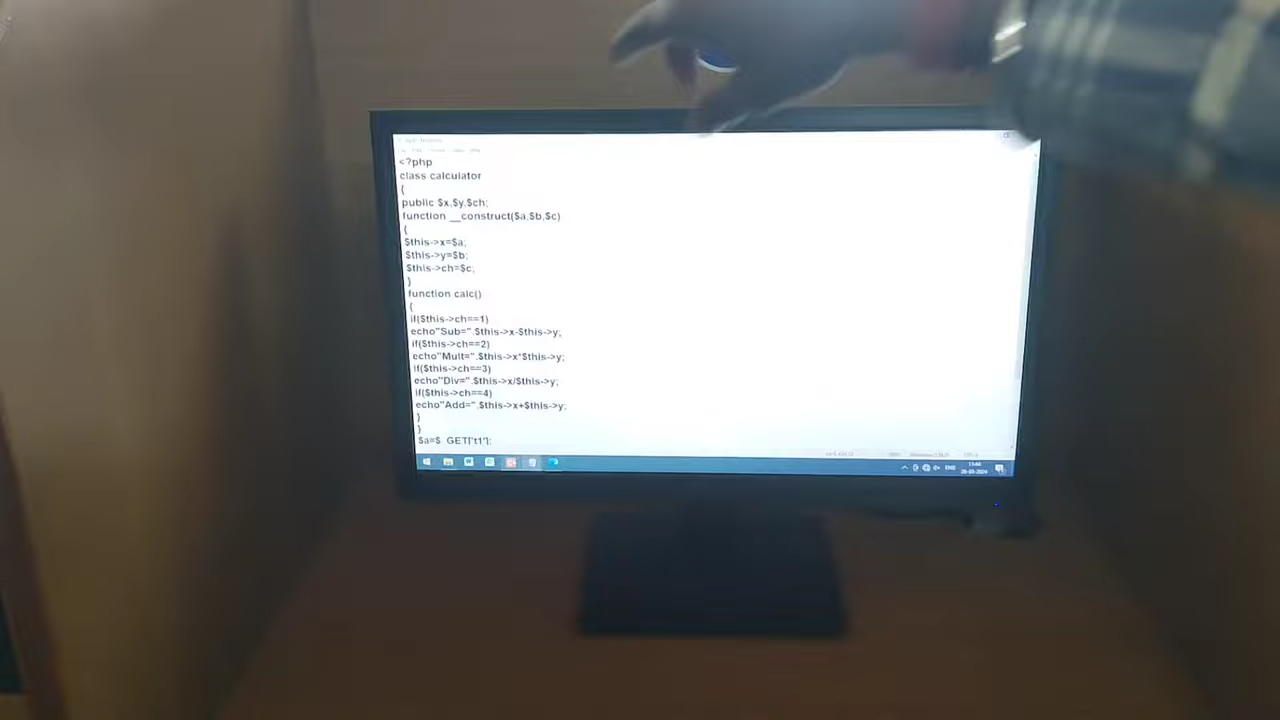 <?php
class calculator
{
public $x,$y,$ch;
function __construct($a,$b,$c)
{
$this->x=$a;
$this->y=$b;
$this->ch=$c;
}
function calc()
{
if($this->ch==1)
echo"Sub=".$this->x-$this->y;
if($this->ch==2)
echo"Mult=".$this->x*$this->y;
if($this->ch==3)
echo"Div=".$this->x/$this->y;
if($this->ch==4)
echo"Add=".$this->x+$this->y;
}
}
$a=$_GET['t1'];
ENG